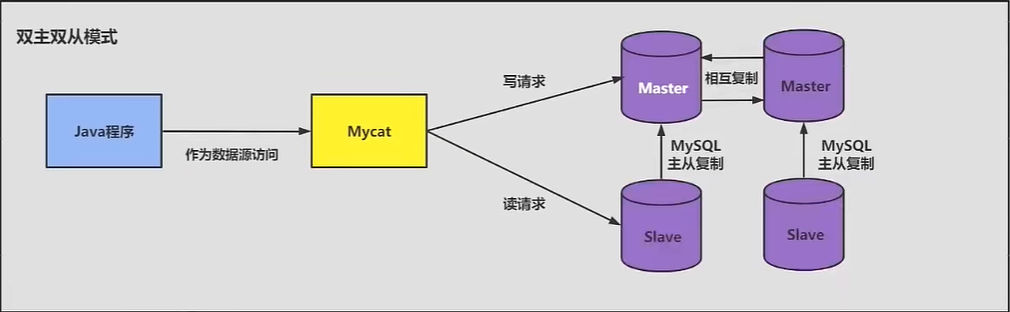 双主双从模式
Java程序
作为数据源访问
Mycat
写请求
读请求
Master
相互复制
Master
MySQL
主从复制
MySQL
主从复制
Slave
Slave